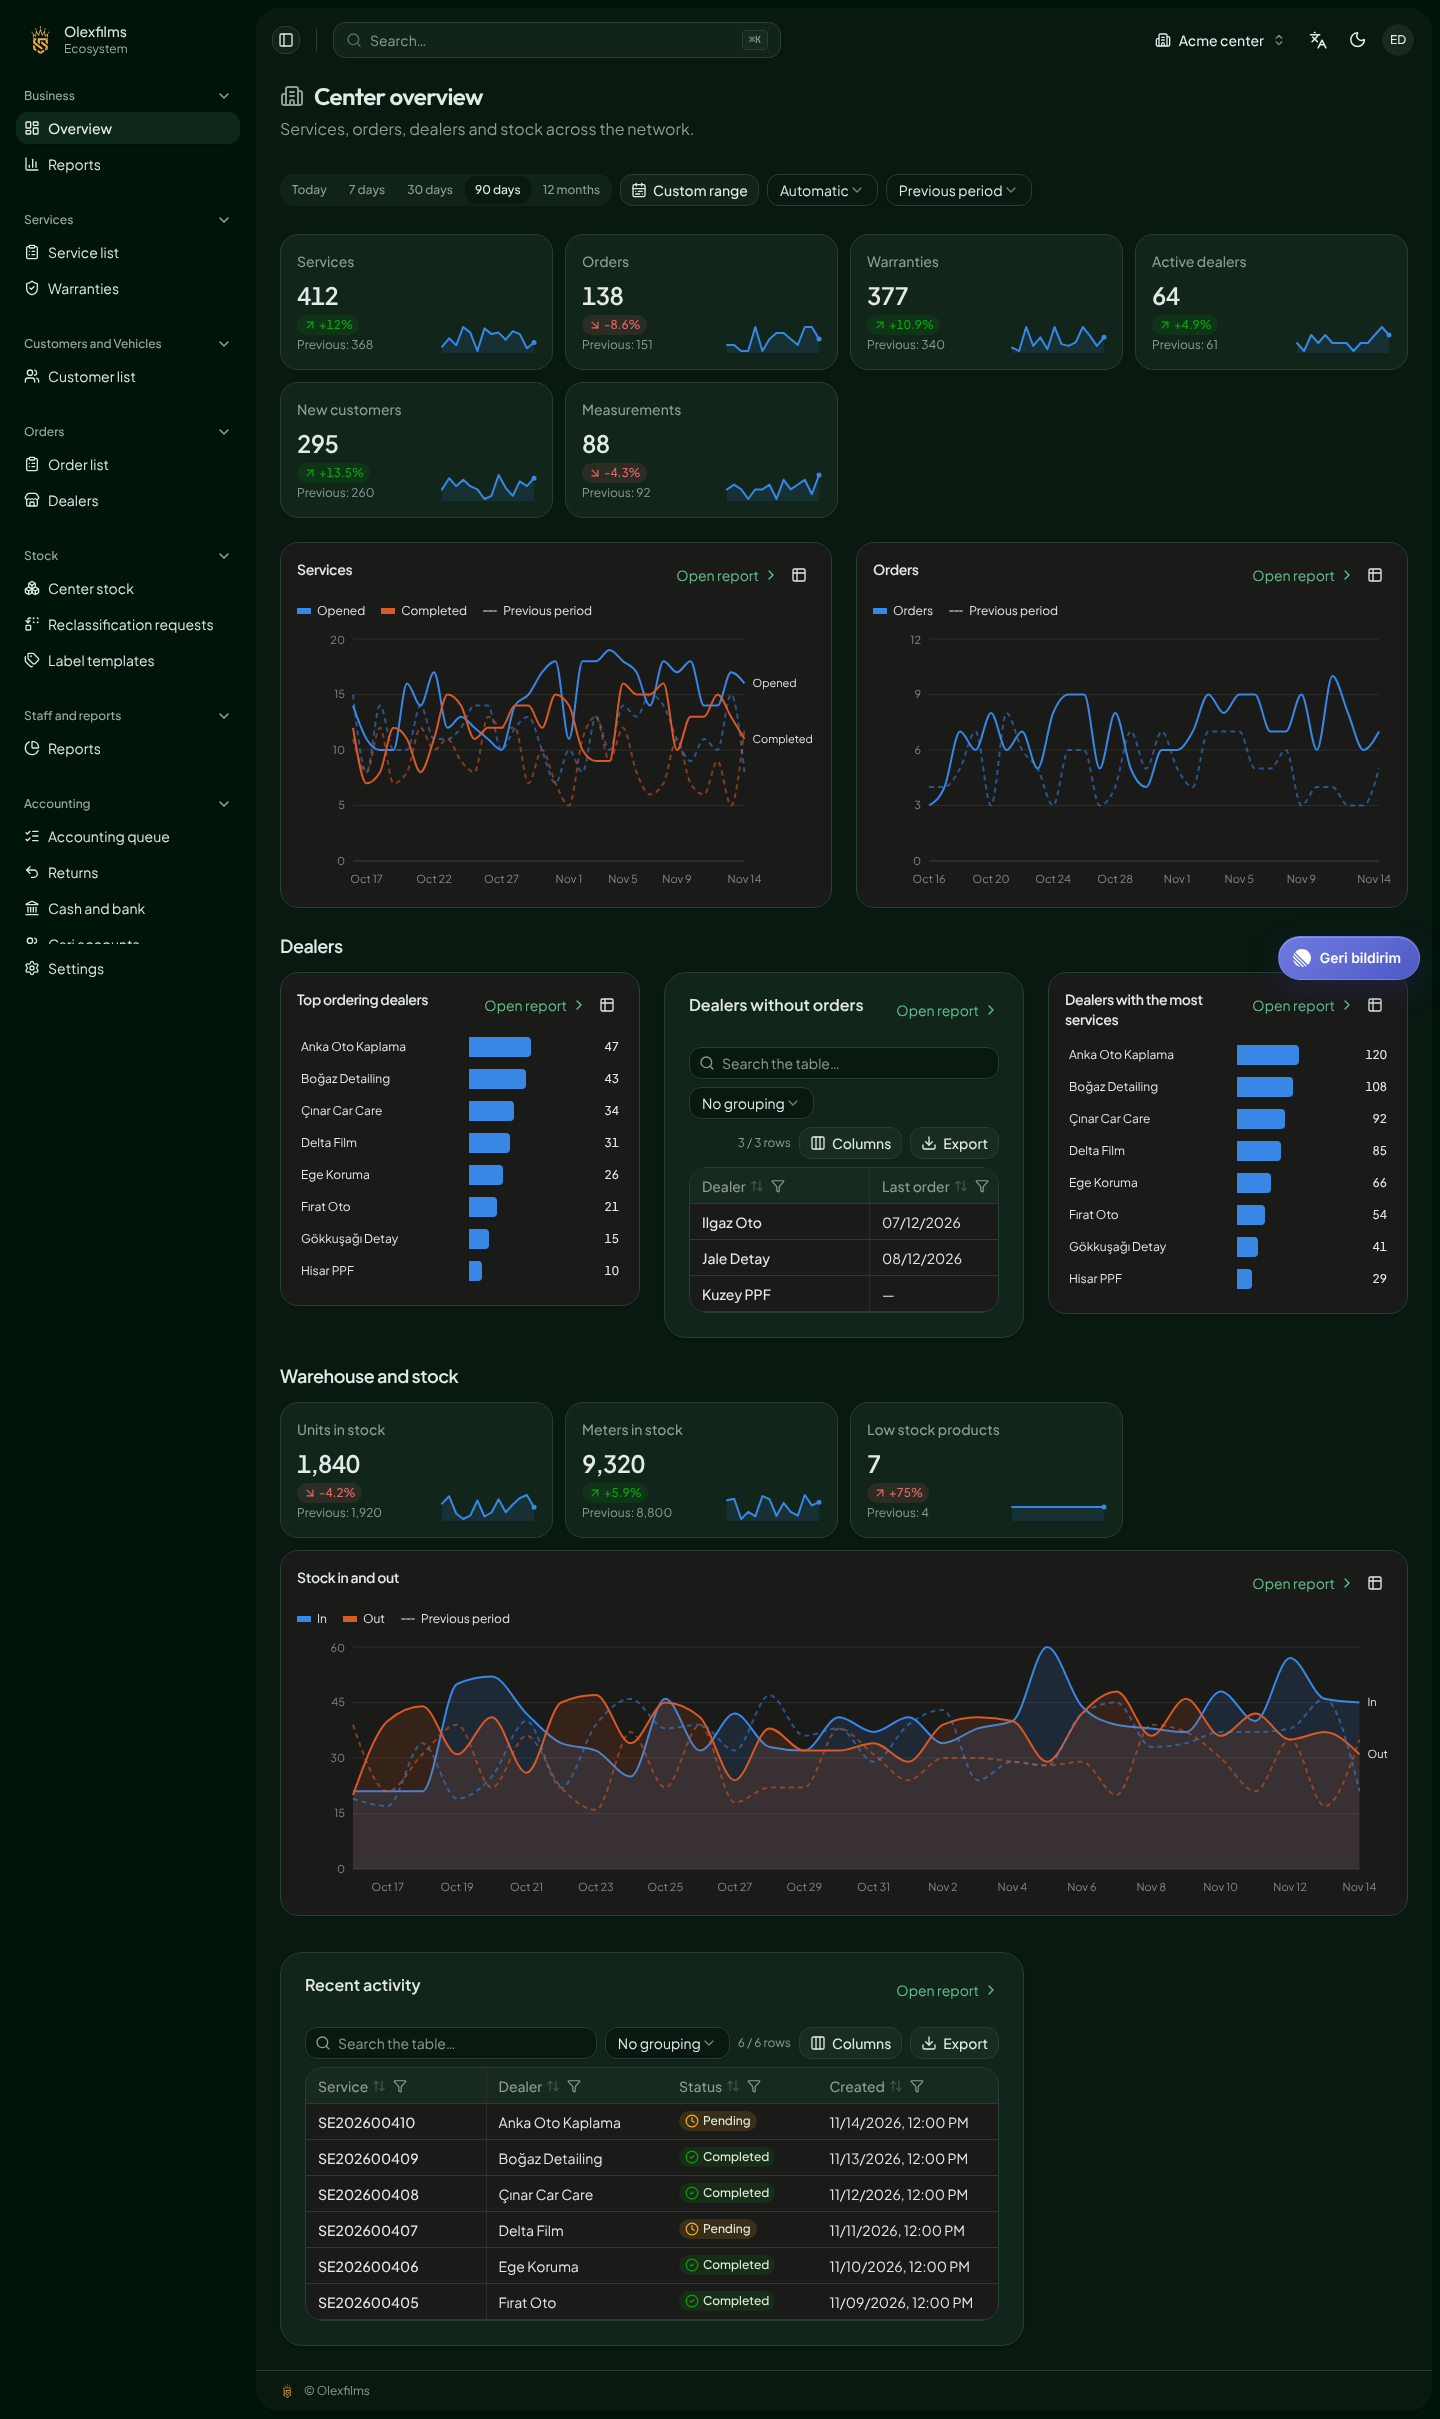 Olexfilms
Ecosystem
Business
Overview
Reports
Services
Service list
Warranties
Customers and Vehicles
Customer list
Orders
Order list
Dealers
Stock
Center stock
Reclassification requests
Label templates
Staff and reports
Reports
Accounting
Accounting queue
Returns
Cash and bank
Settings
Search... ⌘K
Acme center
ED
Center overview
Services, orders, dealers and stock across the network.
Today 7 days 30 days 90 days 12 months Custom range Automatic Previous period
Services
412
+12%
Previous: 368
Orders
138
-8.6%
Previous: 151
Warranties
377
+10.9%
Previous: 340
Active dealers
64
+4.9%
Previous: 61
New customers
295
+13.5%
Previous: 260
Measurements
88
-4.3%
Previous: 92
Services
Open report
Opened Completed Previous period
20
15
10
5
0
Opened
Completed
Oct 17 Oct 22 Oct 27 Nov 1 Nov 5 Nov 9 Nov 14
Orders
Open report
Orders Previous period
12
9
6
3
0
Oct 16 Oct 20 Oct 24 Oct 28 Nov 1 Nov 5 Nov 9 Nov 14
Dealers
Geri bildirim
Top ordering dealers
Open report
Anka Oto Kaplama 47
Boğaz Detailing 43
Çınar Car Care 34
Delta Film 31
Ege Koruma 26
Fırat Oto 21
Gökkuşağı Detay 15
Hisar PPF 10
Dealers without orders
Open report
Search the table...
No grouping
3 / 3 rows Columns Export
Dealer Last order
Ilgaz Oto 07/12/2026
Jale Detay 08/12/2026
Kuzey PPF —
Dealers with the most
services
Open report
Anka Oto Kaplama 120
Boğaz Detailing 108
Çınar Car Care 92
Delta Film 85
Ege Koruma 66
Fırat Oto 54
Gökkuşağı Detay 41
Hisar PPF 29
Warehouse and stock
Units in stock
1,840
-4.2%
Previous: 1,920
Meters in stock
9,320
+5.9%
Previous: 8,800
Low stock products
7
+75%
Previous: 4
Stock in and out
Open report
In Out Previous period
60
45
30
15
0
In
Out
Oct 17 Oct 19 Oct 21 Oct 23 Oct 25 Oct 27 Oct 29 Oct 31 Nov 2 Nov 4 Nov 6 Nov 8 Nov 10 Nov 12 Nov 14
Recent activity
Open report
Search the table... No grouping 6 / 6 rows Columns Export
Service Dealer Status Created
SE202600410 Anka Oto Kaplama Pending 11/14/2026, 12:00 PM
SE202600409 Boğaz Detailing Completed 11/13/2026, 12:00 PM
SE202600408 Çınar Car Care Completed 11/12/2026, 12:00 PM
SE202600407 Delta Film Pending 11/11/2026, 12:00 PM
SE202600406 Ege Koruma Completed 11/10/2026, 12:00 PM
SE202600405 Fırat Oto Completed 11/09/2026, 12:00 PM
© Olexfilms